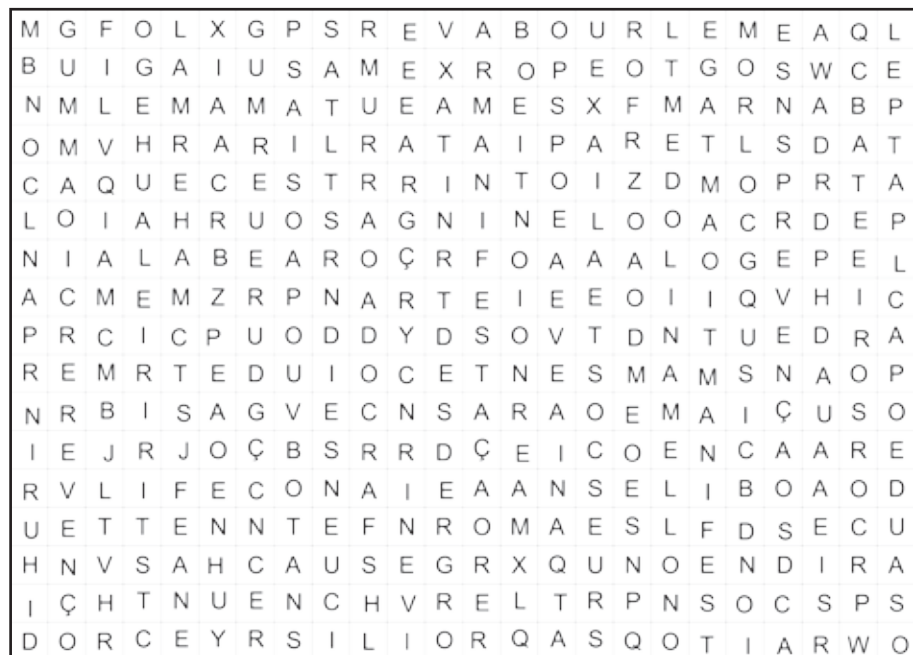 M G F O L X G P S R E V A B O U R L E M E A Q L
B U I G A I U S A M E X R O P E O T G O S W C E
N M L E M A M A T U E A M E S X F M A R N A B P
O M V H R A R I L R A T A I P A R E T L S D A T
C A Q U E C E S T R R I N T O I Z D M O P R T A
L O I A H R U O S A G N I N E L O O A C R D E P
N I A L A B E A R O Ç R F O A A A L O G E P E L
A C M E M Z R P N A R T E I E E O I I Q V H I C
P R C I C P U O D D Y D S O V T D N T U E D R A
R E M R T E D U I O C E T N E S M A M S N A O P
N R B I S A G V E C N S A R A O E M A I Ç U S O
I E J R J O Ç B S R R D Ç E I C O E N C A A R E
R V L I F E C O N A I E A A N S E L I B O A O D
U E T T E N N T E F N R O M A E S L F D S E C U
H N V S A H C A U S E G R X Q U N O E N D I R A
I Ç H T N U E N C H V R E L T R P N S O C S P S
D O R C E Y R S I L I O R Q A S Q O T I A R W O